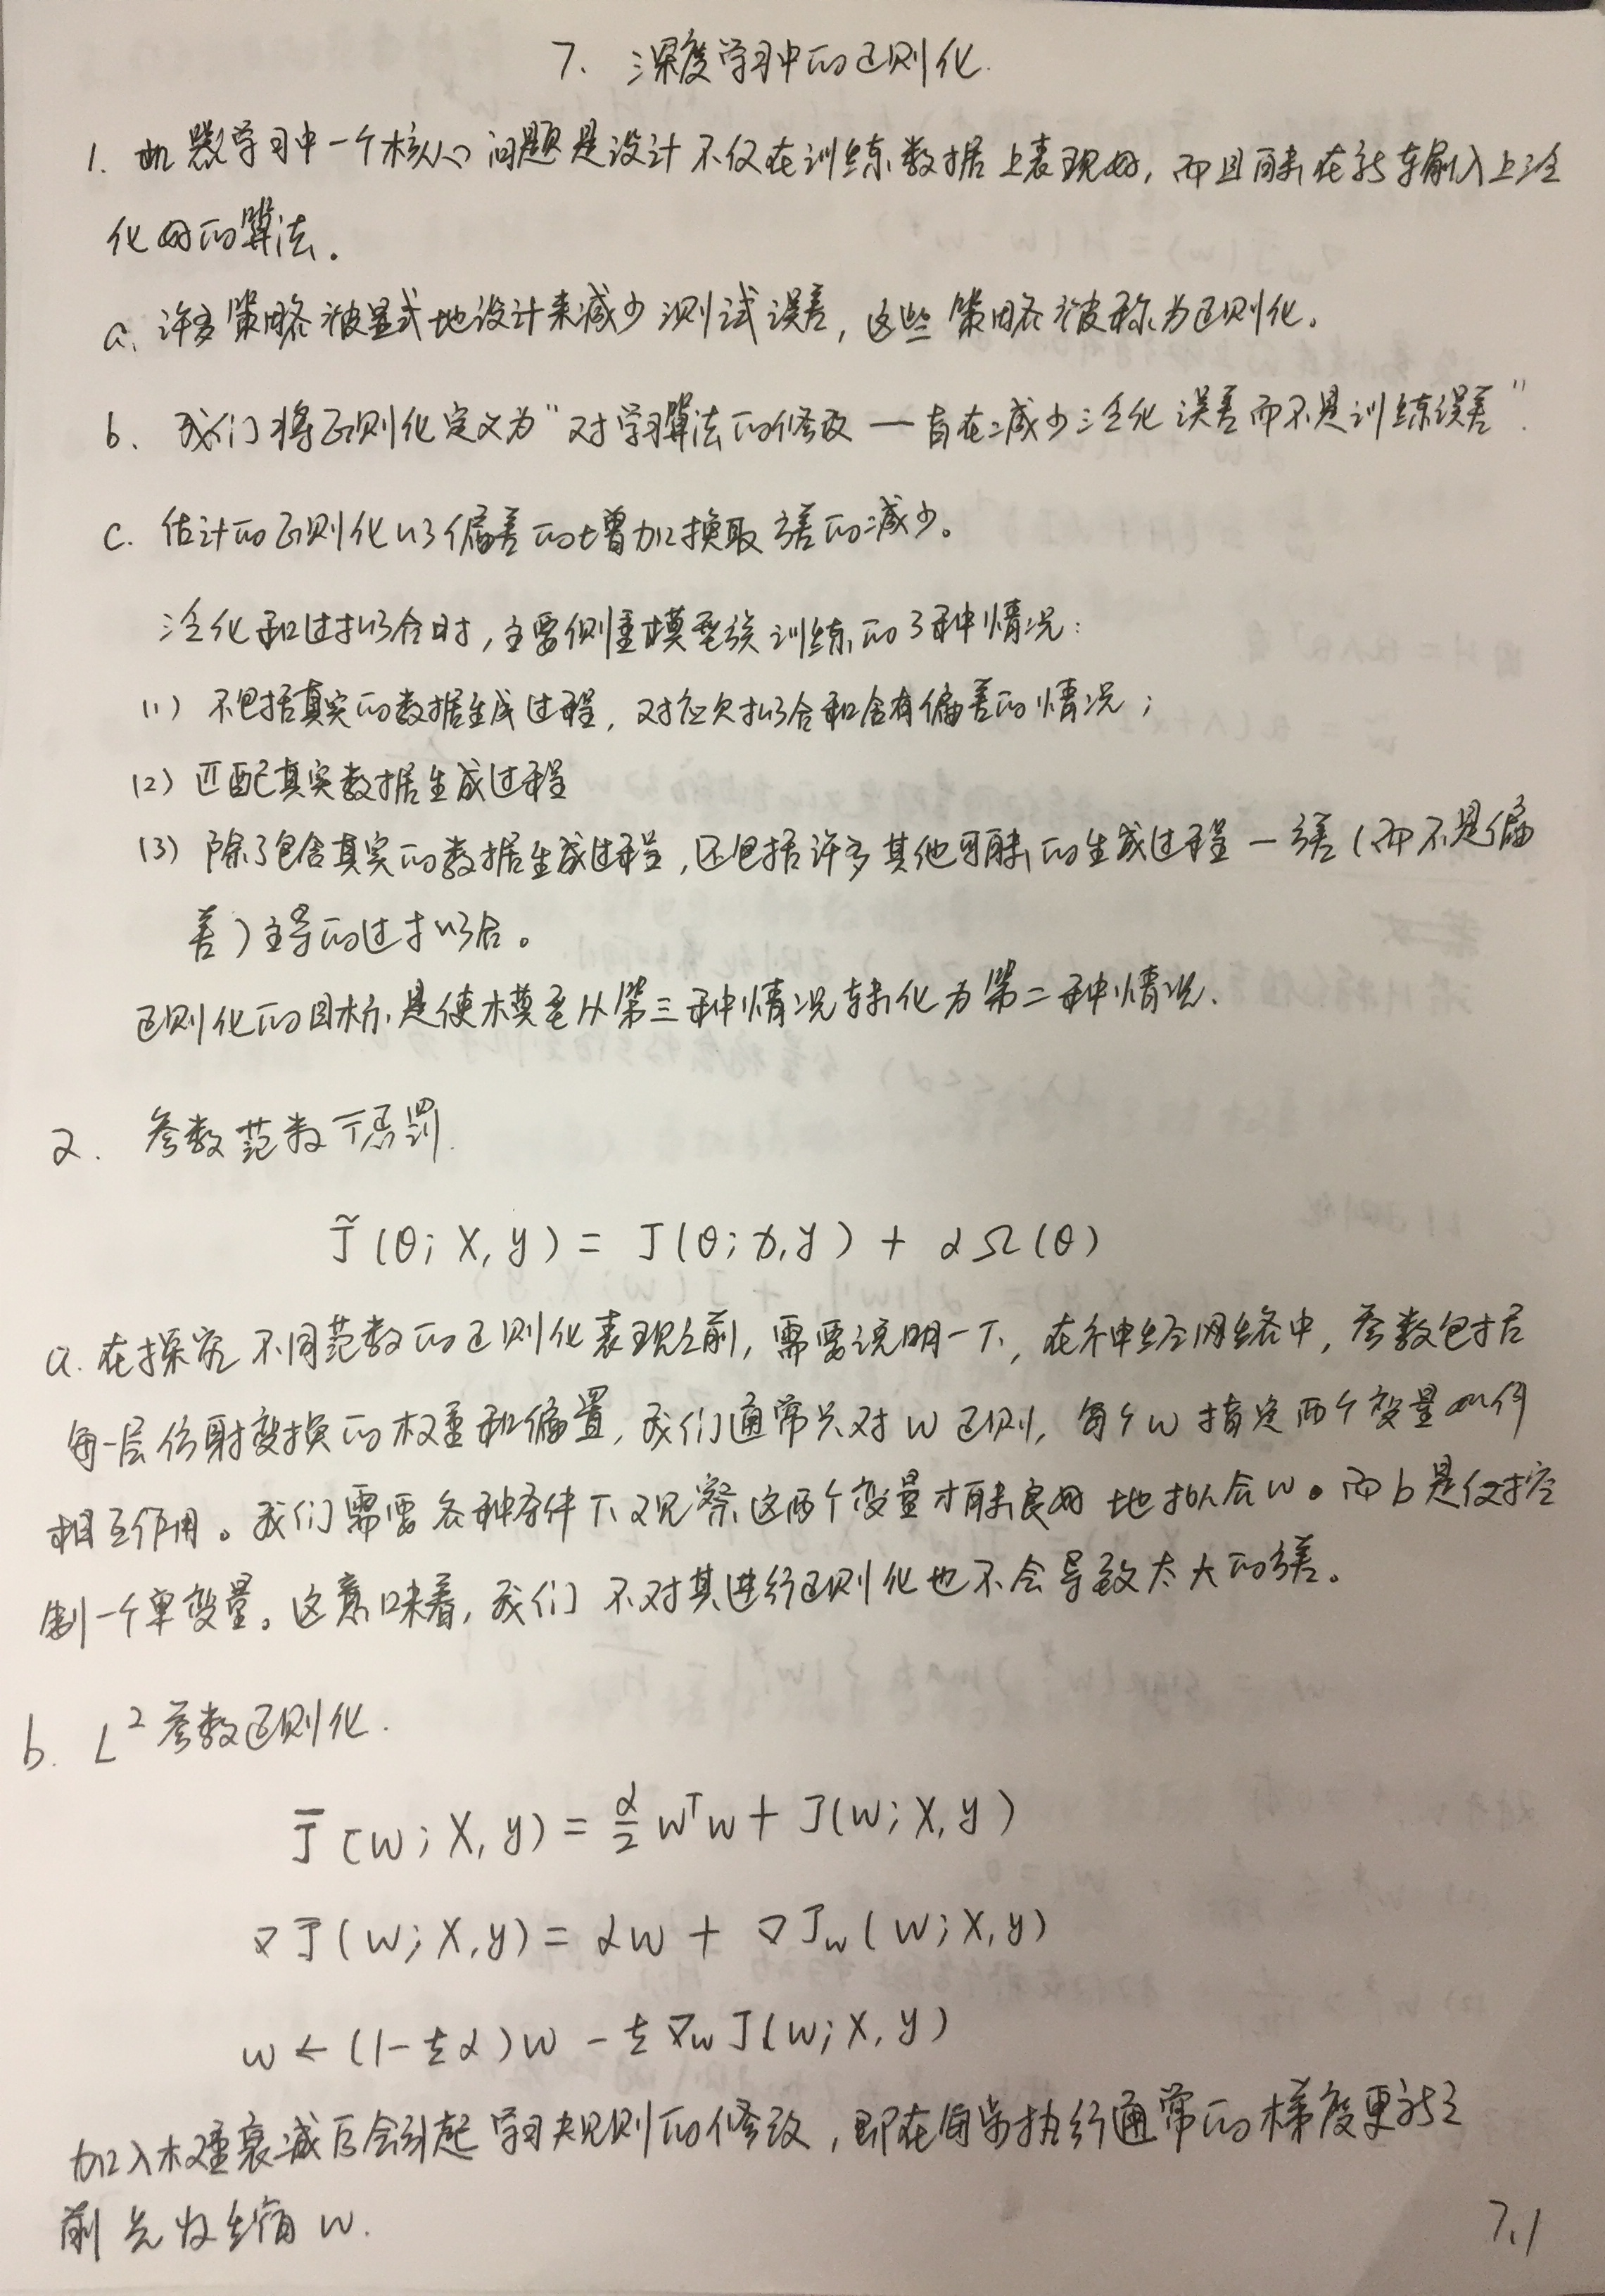 7. 深度学习中的正则化.
1. 机器学习中一个核心问题是设计不仅在训练数据上表现好, 而且能在新输入上泛
化好的算法.
a. 许多策略被显式地设计来减少测试误差, 这些策略被称为正则化.
b. 我们将正则化定义为"对学习算法的修改—旨在减少泛化误差而不是训练误差".
c. 估计的正则化以偏差的增加换取方差的减少。
泛化和过拟合时, 主要侧重模型族训练的3种情况:
(1) 不包括真实的数据生成过程, 对应欠拟合和含有偏差的情况;
(2) 匹配真实数据生成过程
(3) 除了包含真实的数据生成过程, 还包括许多其他可能的生成过程—方差(而不是偏
差)主导的过拟合。
正则化的目标是使模型从第三种情况转化为第二种情况.
2. 参数范数惩罚.
J̃(θ; X, y) = J(θ; X, y) + αΩ(θ)
a. 在探究不同范数的正则化表现之前, 需要说明一下, 在神经网络中, 参数包括
每一层仿射变换的权重和偏置, 我们通常只对w正则, 每个w指定两个变量如何
相互作用。我们需要各种条件下观察这两个变量才能良好地拟合w。而b是仅控
制一个单变量。这意味着, 我们不对其进行正则化也不会导致太大的方差。
b. L² 参数正则化.
J̄(w; X, y) = α/2 wᵀw + J(w; X, y)
∇J̄(w; X, y) = αw + ∇J_w(w; X, y)
w ← (1-εα)w - ε∇_w J(w; X, y)
加入权重衰减后会引起学习规则的修改, 即在每步执行通常的梯度更新之
前先收缩w.
7.1